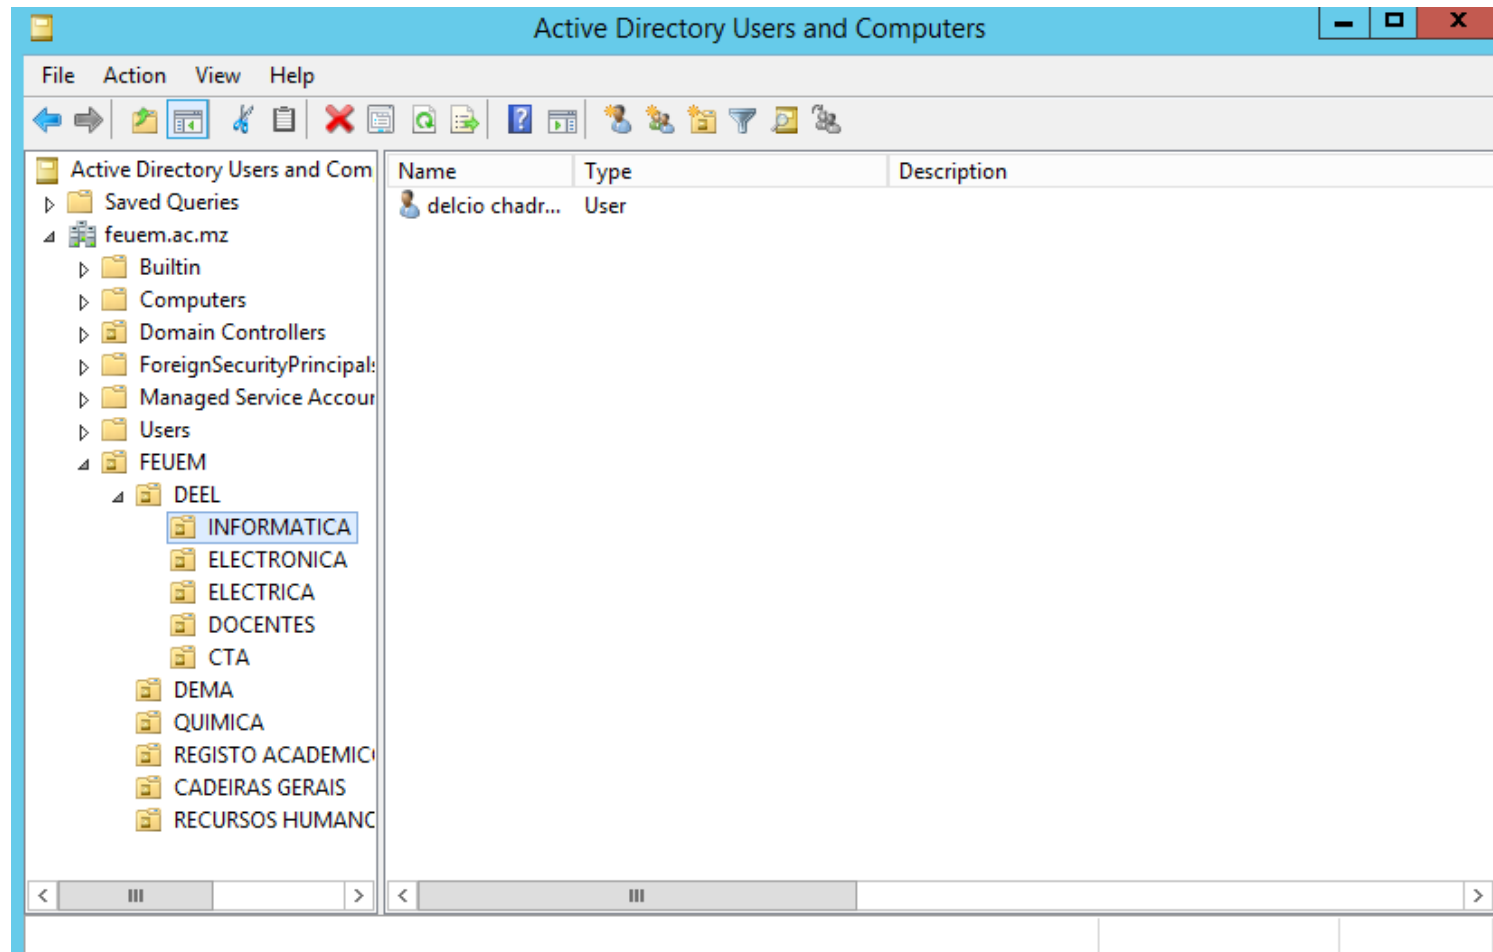 Active Directory Users and Computers
File Action View Help
Active Directory Users and Com
Name Type Description
Saved Queries
delcio chadr... User
feuem.ac.mz
Builtin
Computers
Domain Controllers
ForeignSecurityPrincipals
Managed Service Accour
Users
FEUEM
DEEL
INFORMATICA
ELECTRONICA
ELECTRICA
DOCENTES
CTA
DEMA
QUIMICA
REGISTO ACADEMIC
CADEIRAS GERAIS
RECURSOS HUMANC